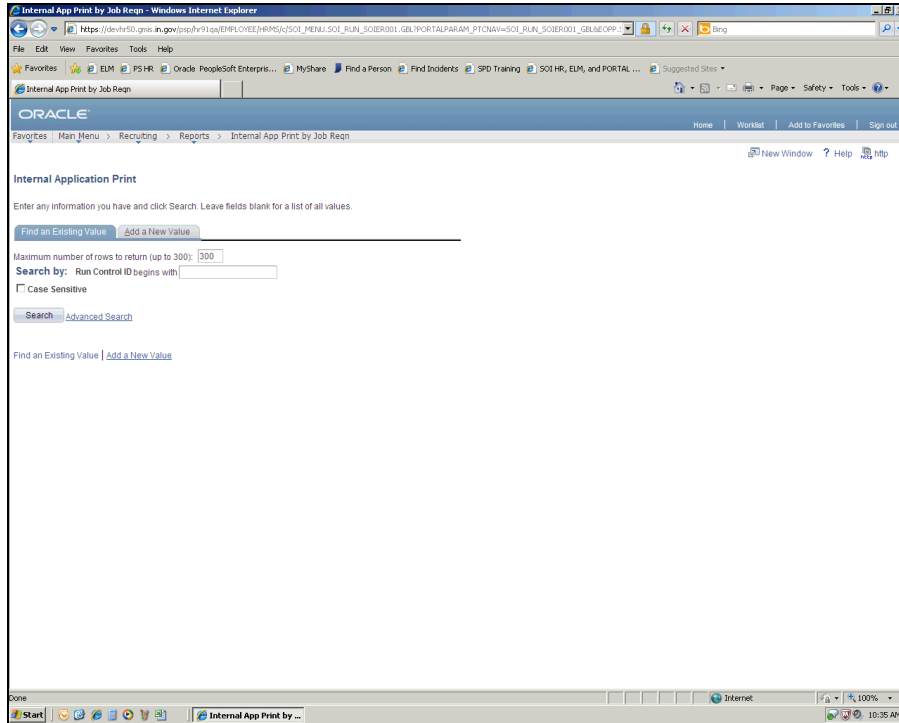 Internal App Print by Job Reqn - Windows Internet Explorer
https://devhr50.gmis.in.gov/psp/hr91qa/EMPLOYEE/HRMS/c/SOI_MENU.SOI_RUN_SOIER001.GBL?PORTALPARAM_PTCNAV=SOI_RUN_SOIER001_GBL&EOPP.S Bing
File Edit View Favorites Tools Help
Favorites ELM PS HR Oracle PeopleSoft Enterpris... MyShare Find a Person Find Incidents SPD Training SOI HR, ELM, and PORTAL ... Suggested Sites
Internal App Print by Job Reqn Page Safety Tools
ORACLE
Home | Worklist | Add to Favorites | Sign out
Favorites | Main Menu > Recruiting > Reports > Internal App Print by Job Reqn
New Window ? Help http
Internal Application Print
Enter any information you have and click Search. Leave fields blank for a list of all values.
Find an Existing Value Add a New Value
Maximum number of rows to return (up to 300): 300
Search by: Run Control ID begins with
Case Sensitive
Search Advanced Search
Find an Existing Value | Add a New Value
Done Internet 100%
Start Internal App Print by ... 10:35 AM